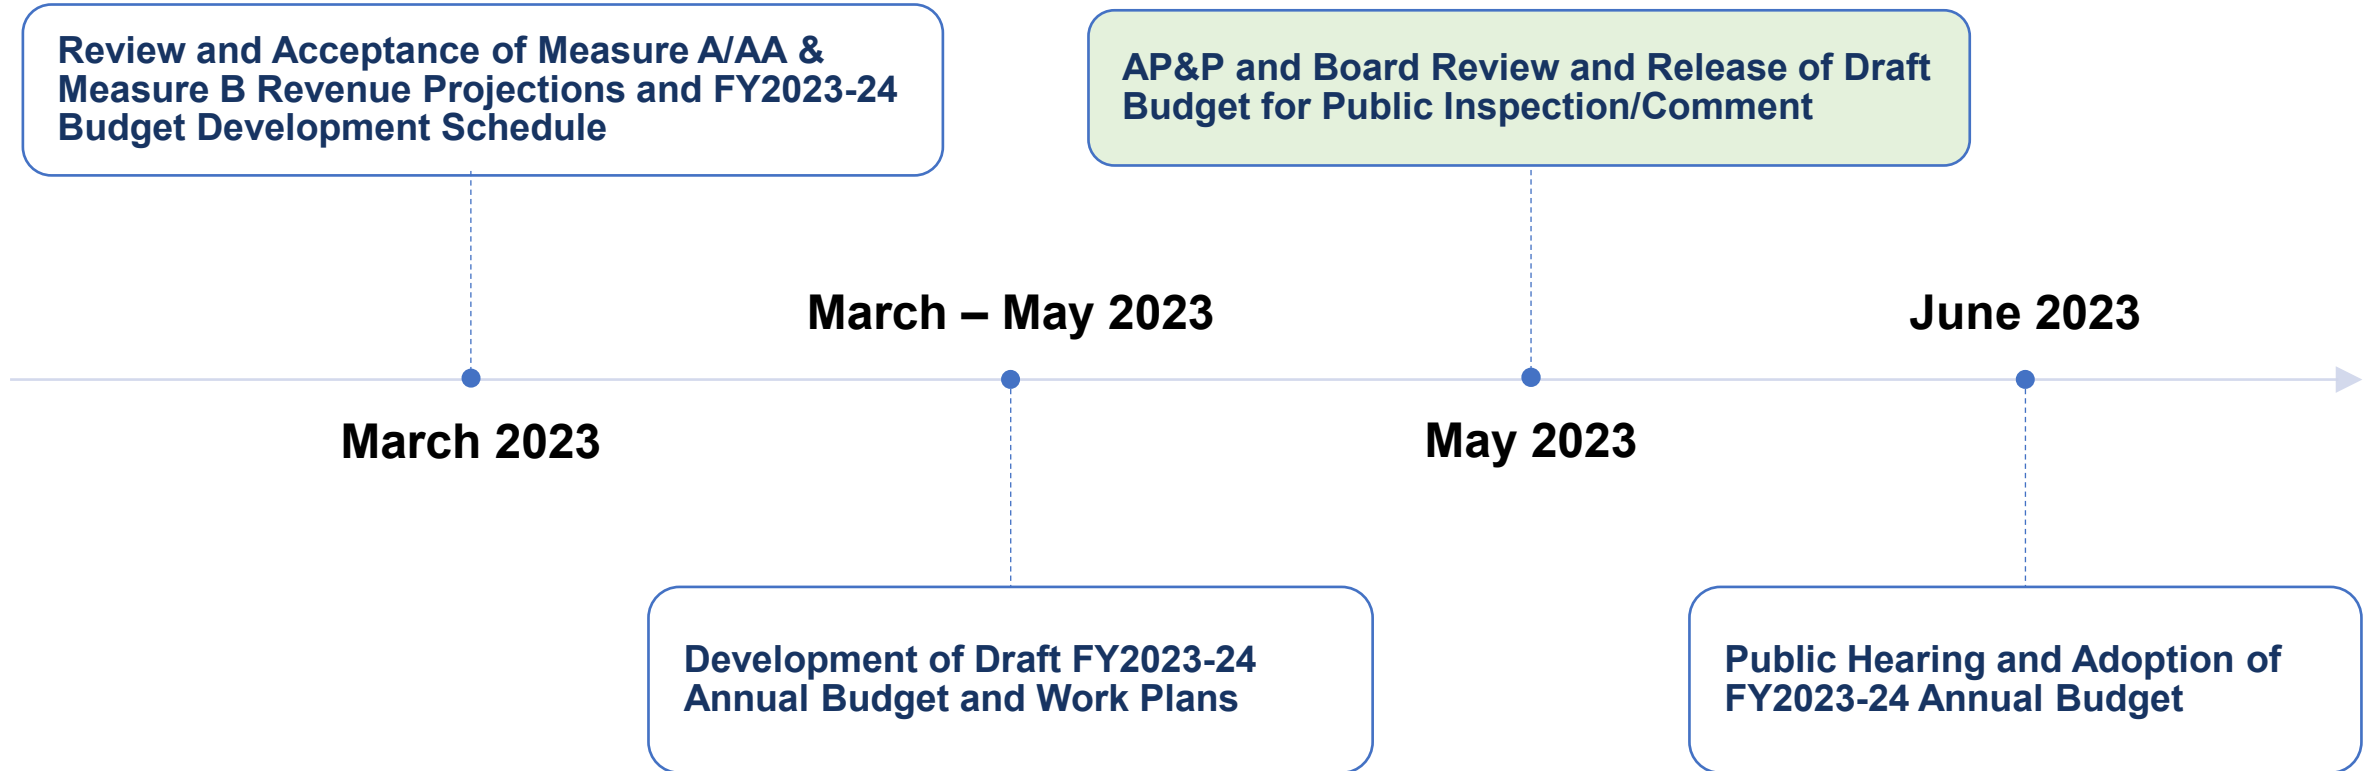 Review and Acceptance of Measure A/AA &
Measure B Revenue Projections and FY2023-24
Budget Development Schedule
AP&P and Board Review and Release of Draft
Budget for Public Inspection/Comment
March – May 2023
June 2023
March 2023
May 2023
Development of Draft FY2023-24
Annual Budget and Work Plans
Public Hearing and Adoption of
FY2023-24 Annual Budget